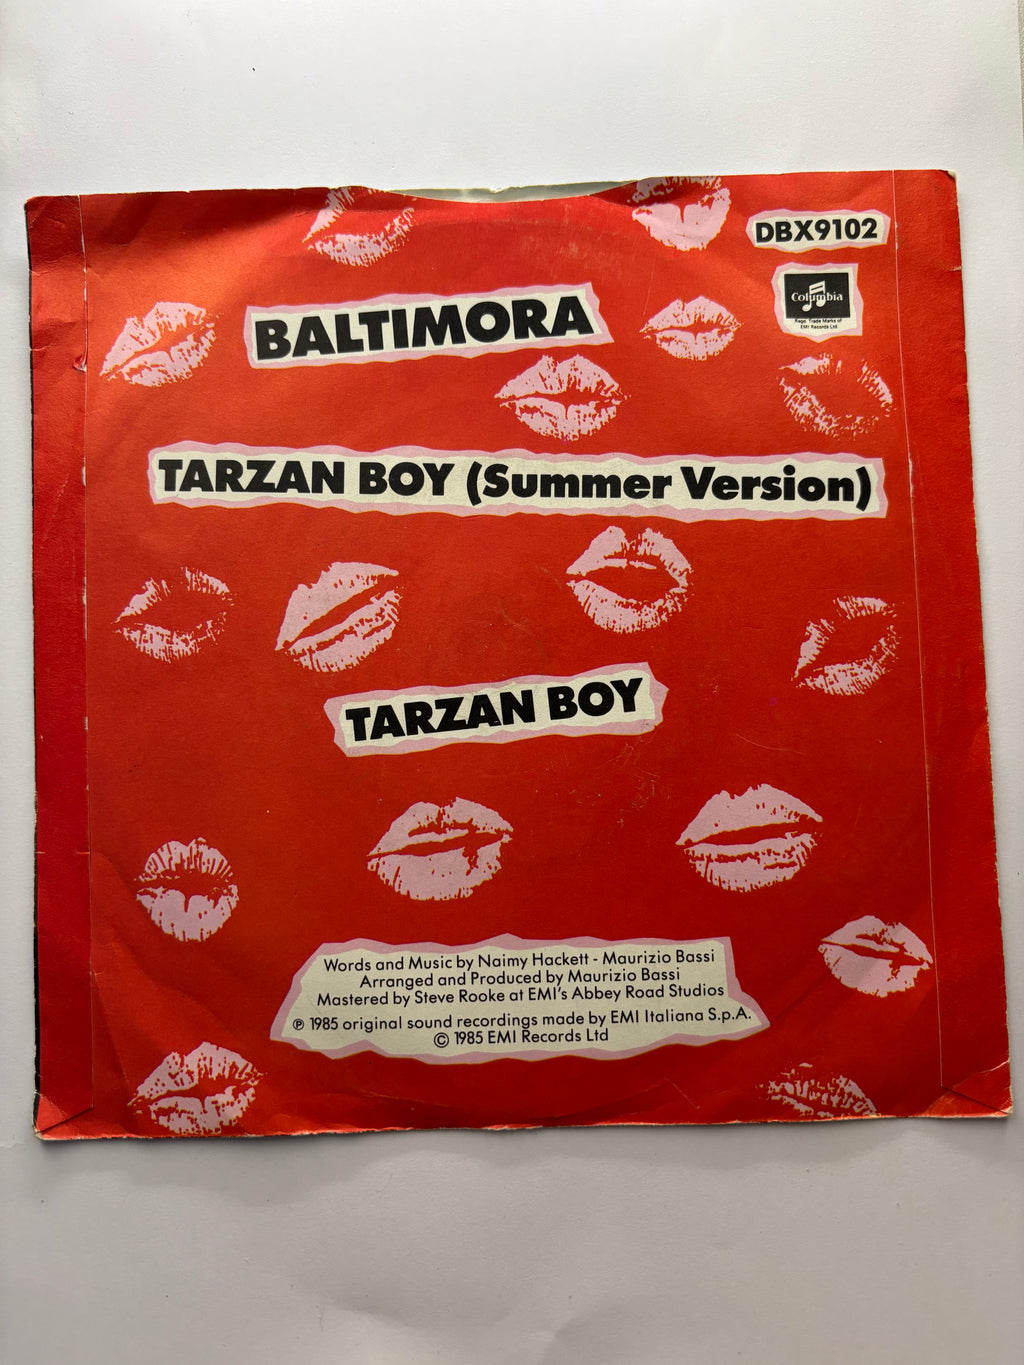 DBX9102
Columbia
Regd. Trade Marks of
EMI Records Ltd.
BALTIMORA
TARZAN BOY (Summer Version)
TARZAN BOY
Words and Music by Naimy Hackett - Maurizio Bassi
Arranged and Produced by Maurizio Bassi
Mastered by Steve Rooke at EMI's Abbey Road Studios
℗ 1985 original sound recordings made by EMI Italiana S.p.A.
© 1985 EMI Records Ltd